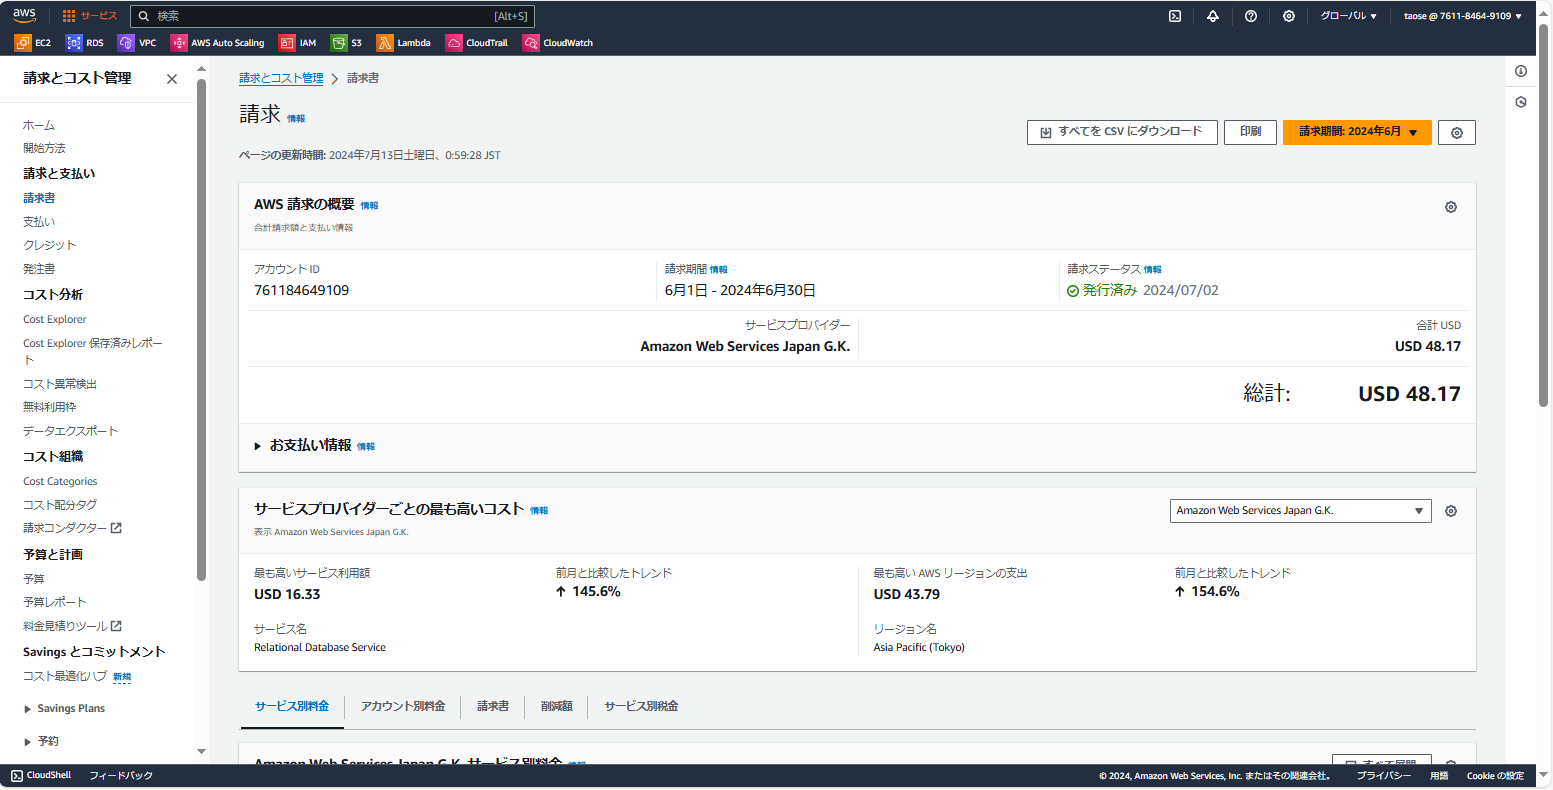 aws
サービス
検索
[Alt+S]
グローバル ▼
taose @ 7611-8464-9109 ▼
EC2
RDS
VPC
AWS Auto Scaling
IAM
S3
Lambda
CloudTrail
CloudWatch
請求とコスト管理
ホーム
開始方法
請求と支払い
請求書
支払い
クレジット
発注書
コスト分析
Cost Explorer
Cost Explorer 保存済みレポー
ト
コスト異常検出
無料利用枠
データエクスポート
コスト組織
Cost Categories
コスト配分タグ
請求コンダクター
予算と計画
予算
予算レポート
料金見積りツール
Savings とコミットメント
コスト最適化ハブ 新規
Savings Plans
予約
請求とコスト管理 > 請求書
請求 情報
すべてを CSV にダウンロード
印刷
請求期間: 2024年6月 ▼
ページの更新時間: 2024年7月13日土曜日、0:59:28 JST
AWS 請求の概要 情報
合計請求額と支払い情報
アカウント ID
761184649109
請求期間 情報
6月1日 - 2024年6月30日
請求ステータス 情報
発行済み 2024/07/02
サービスプロバイダー
Amazon Web Services Japan G.K.
合計 USD
USD 48.17
総計: USD 48.17
お支払い情報 情報
サービスプロバイダーごとの最も高いコスト 情報
表示 Amazon Web Services Japan G.K.
Amazon Web Services Japan G.K.
最も高いサービス利用額
USD 16.33
前月と比較したトレンド
↑ 145.6%
サービス名
Relational Database Service
最も高い AWS リージョンの支出
USD 43.79
前月と比較したトレンド
↑ 154.6%
リージョン名
Asia Pacific (Tokyo)
サービス別料金
アカウント別料金
請求書
削減額
サービス別税金
Amazon Web Services Japan G.K. サービス別料金 情報
すべて展開
CloudShell
フィードバック
© 2024, Amazon Web Services, Inc. またはその関連会社。
プライバシー
用語
Cookie の設定